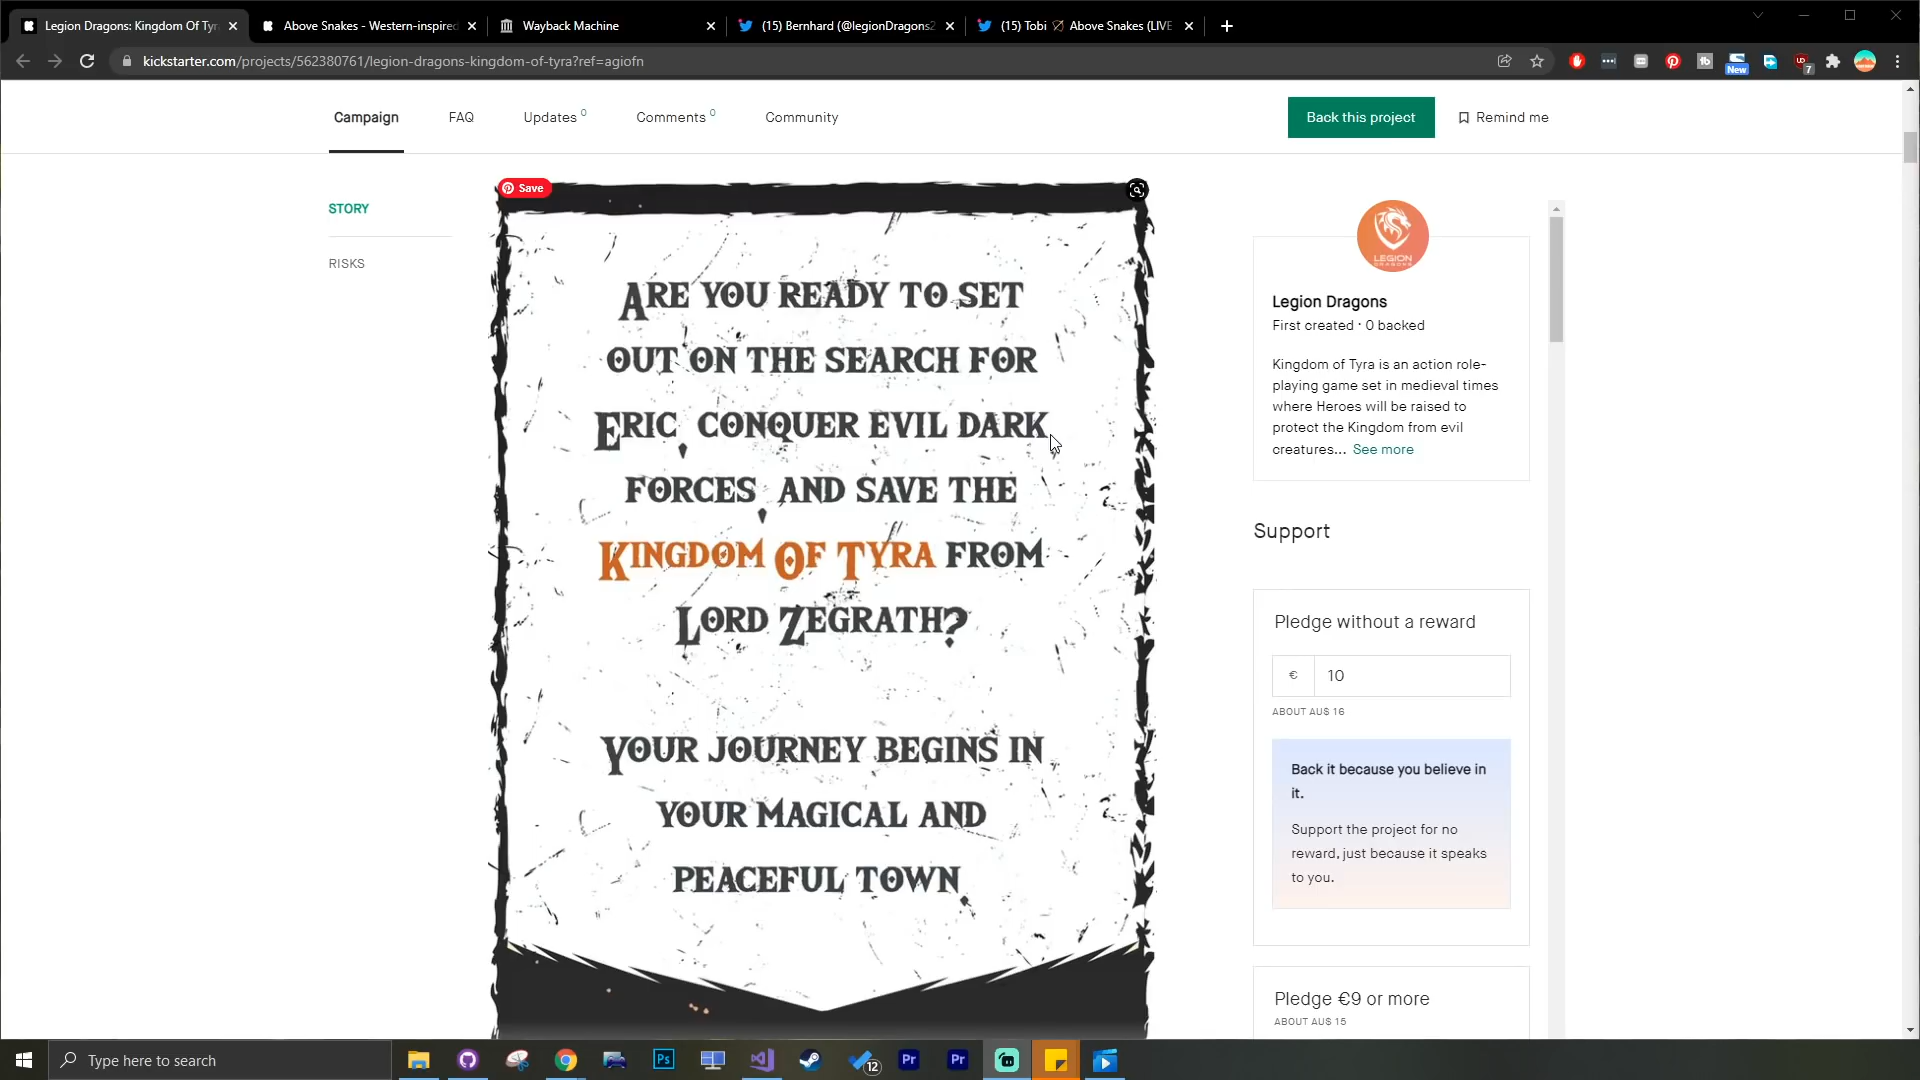 Legion Dragons: Kingdom Of Tyra
Above Snakes - Western-inspired
Wayback Machine
(15) Bernhard (@legionDragons2
(15) Tobi 🏹 Above Snakes (LIVE
kickstarter.com/projects/562380761/legion-dragons-kingdom-of-tyra?ref=agiofn
New
7
Campaign
FAQ
Updates 0
Comments 0
Community
Back this project
Remind me
STORY
RISKS
Save
Are you ready to set
out on the search for
Eric, conquer evil dark
forces, and save the
Kingdom Of Tyra from
Lord Zegrath?
Your journey begins in
your magical and
peaceful town.
LEGION
DRAGONS
Legion Dragons
First created · 0 backed
Kingdom of Tyra is an action role-
playing game set in medieval times
where Heroes will be raised to
protect the Kingdom from evil
creatures... See more
Support
Pledge without a reward
€ 10
ABOUT AU$ 16
Back it because you believe in
it.
Support the project for no
reward, just because it speaks
to you.
Pledge €9 or more
ABOUT AU$ 15
Type here to search
Ps
12
Pr
Pr